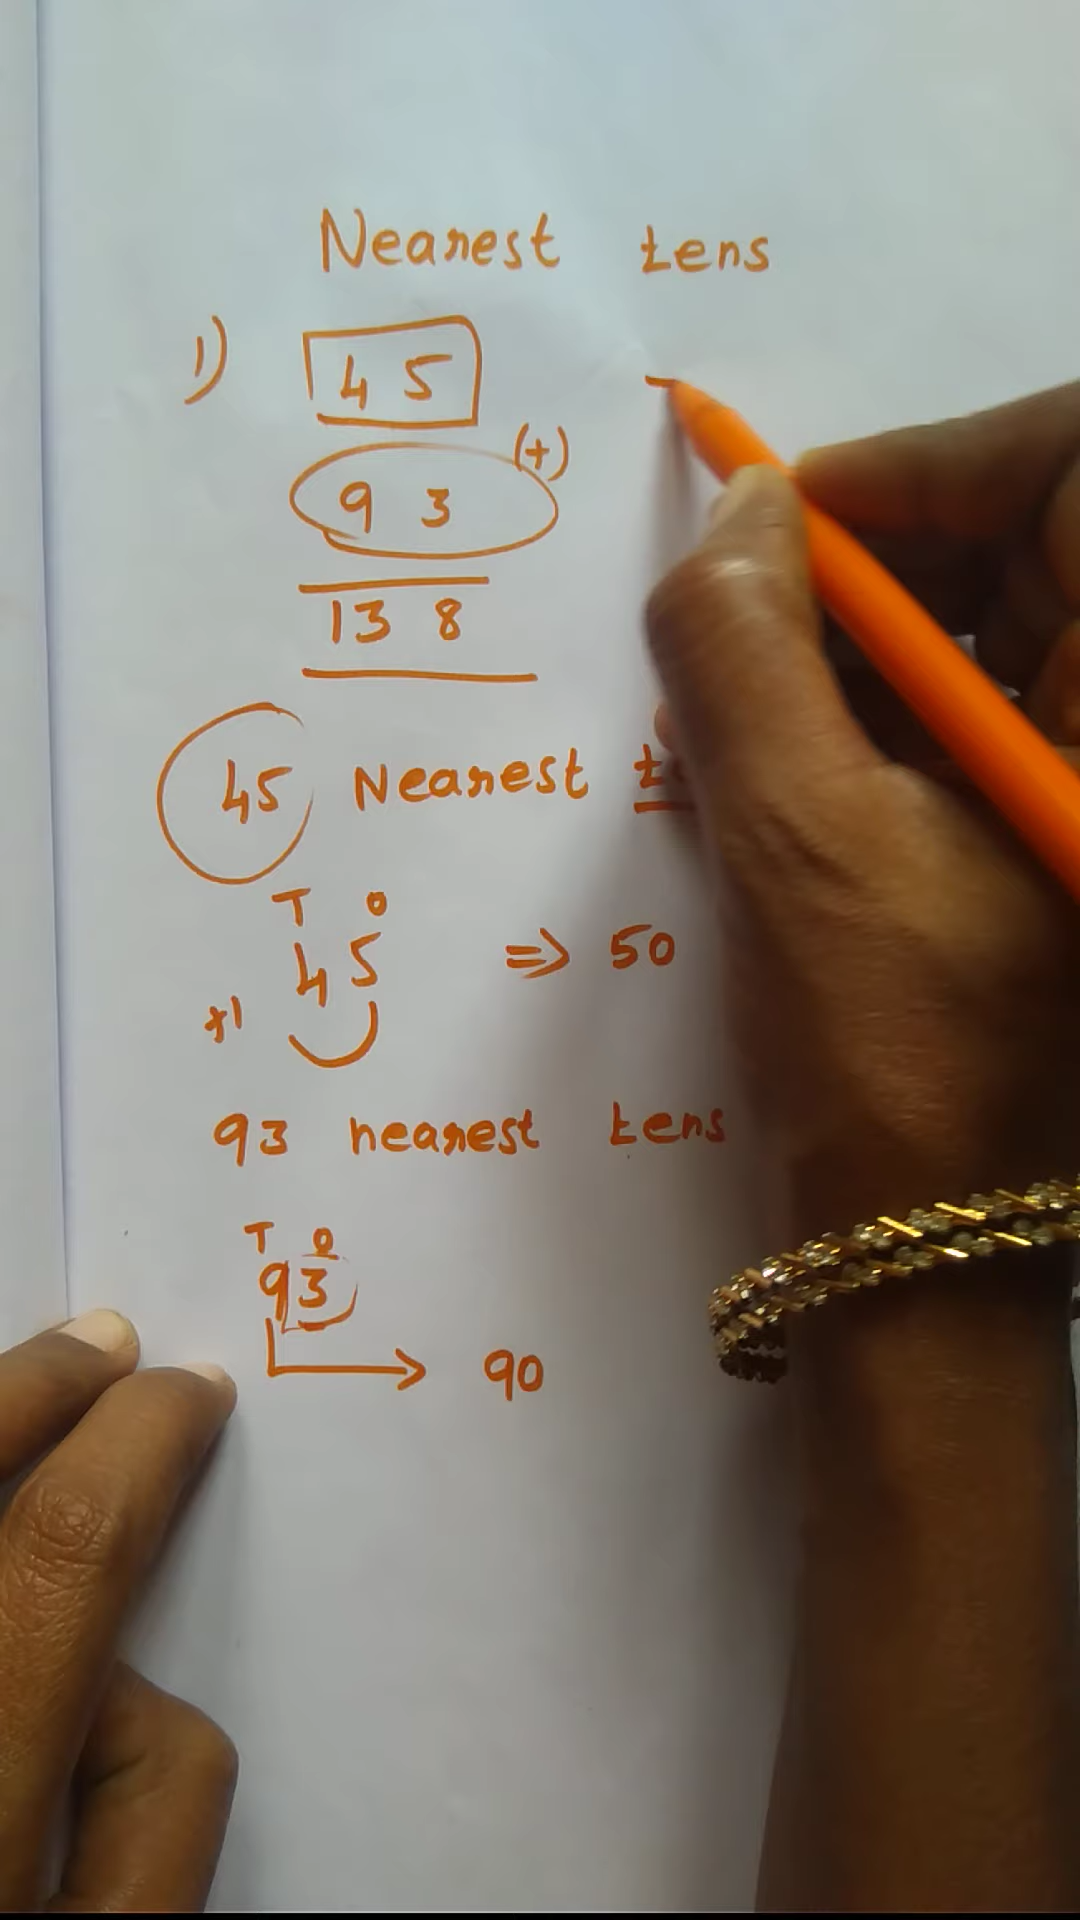 Nearest tens
1) 45
(+)
93
138
45 Nearest
T O
45 => 50
+1
93 nearest tens
T O
93
90